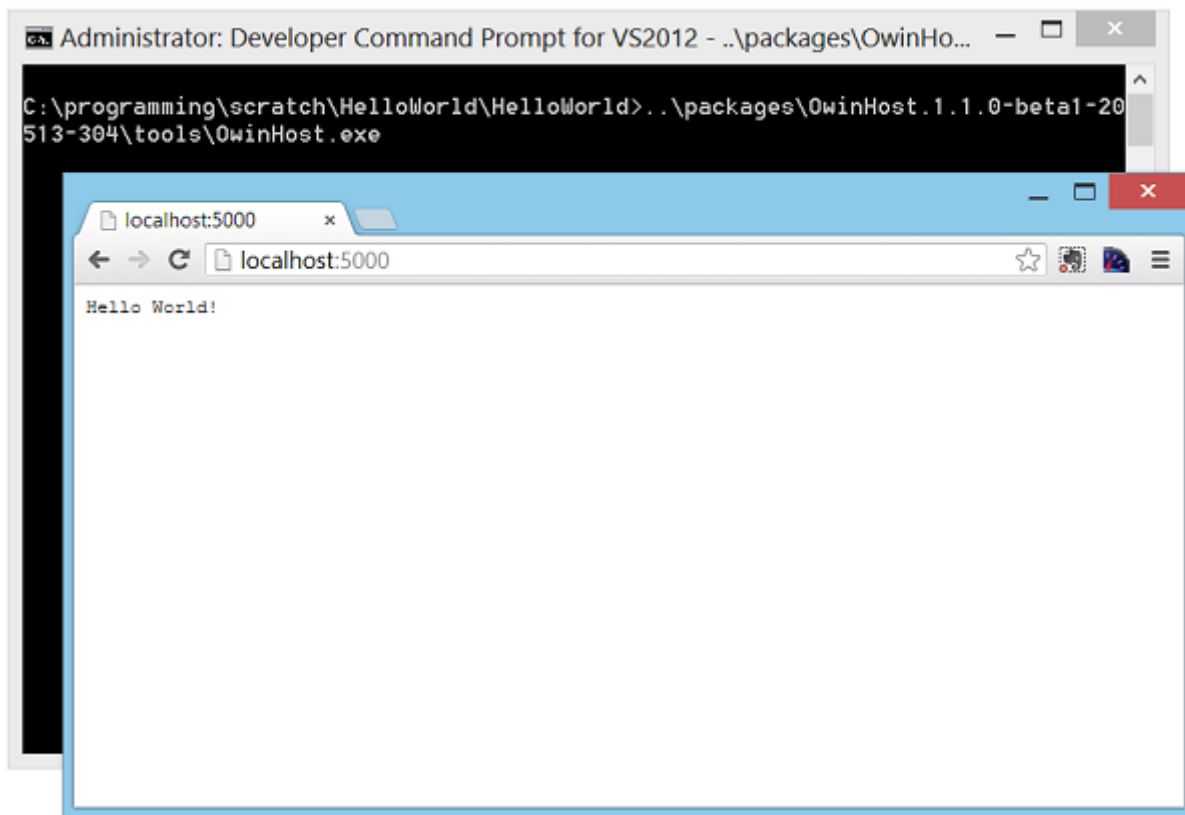 Administrator: Developer Command Prompt for VS2012 - ..\packages\OwinHo...
C:\programming\scratch\HelloWorld\HelloWorld>..\packages\OwinHost.1.1.0-beta1-20
513-304\tools\OwinHost.exe
localhost:5000
localhost:5000
Hello World!